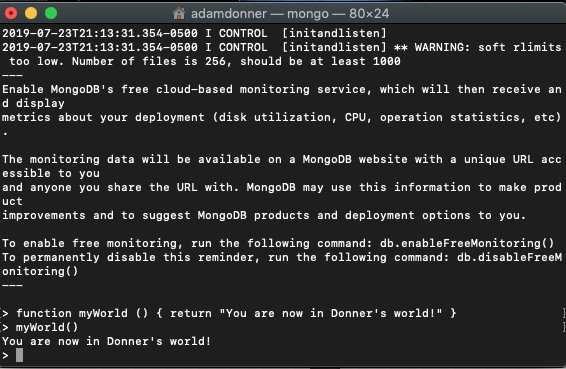 adamdonner — mongo — 80×24
2019-07-23T21:13:31.354-0500 I CONTROL  [initandlisten]
2019-07-23T21:13:31.354-0500 I CONTROL  [initandlisten] ** WARNING: soft rlimits
 too low. Number of files is 256, should be at least 1000
---
Enable MongoDB's free cloud-based monitoring service, which will then receive an
d display
metrics about your deployment (disk utilization, CPU, operation statistics, etc)
.

The monitoring data will be available on a MongoDB website with a unique URL acc
essible to you
and anyone you share the URL with. MongoDB may use this information to make prod
uct
improvements and to suggest MongoDB products and deployment options to you.

To enable free monitoring, run the following command: db.enableFreeMonitoring()
To permanently disable this reminder, run the following command: db.disableFreeM
onitoring()
---

[> function myWorld () { return "You are now in Donner's world!" } ]
[> myWorld() ]
You are now in Donner's world!
>